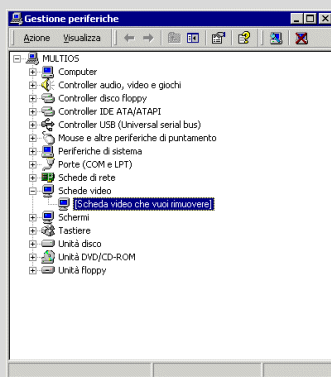 Gestione periferiche
Azione Visualizza
MULTIOS
Computer
Controller audio, video e giochi
Controller disco floppy
Controller IDE ATA/ATAPI
Controller USB (Universal serial bus)
Mouse e altre periferiche di puntamento
Periferiche di sistema
Porte (COM e LPT)
Schede di rete
Schede video
[Scheda video che vuoi rimuovere]
Schermi
Tastiere
Unità disco
Unità DVD/CD-ROM
Unità floppy